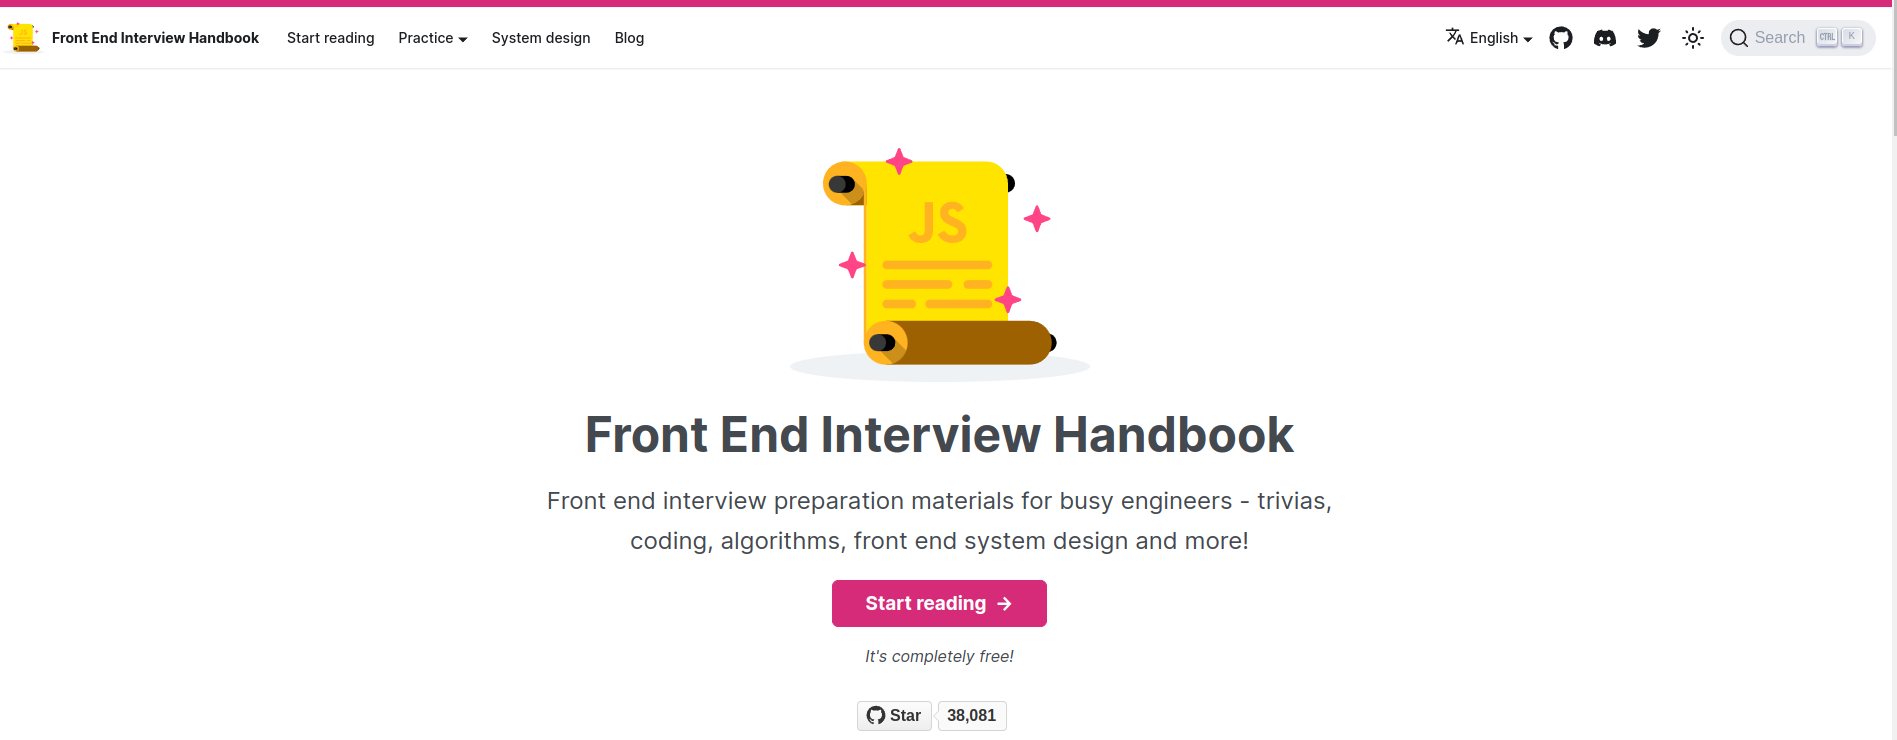 Front End Interview Handbook Start reading Practice System design Blog English Search CTRL K
JS
Front End Interview Handbook
Front end interview preparation materials for busy engineers - trivias,
coding, algorithms, front end system design and more!
Start reading →
It's completely free!
Star 38,081